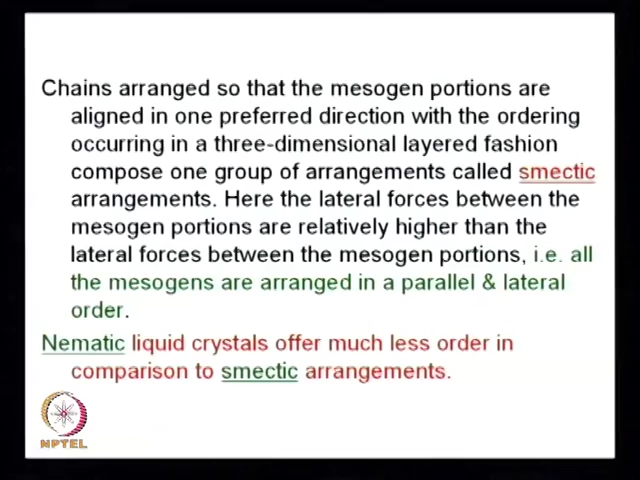 Chains arranged so that the mesogen portions are
aligned in one preferred direction with the ordering
occurring in a three-dimensional layered fashion
compose one group of arrangements called smectic
arrangements. Here the lateral forces between the
mesogen portions are relatively higher than the
lateral forces between the mesogen portions, i.e. all
the mesogens are arranged in a parallel & lateral
order.
Nematic liquid crystals offer much less order in
comparison to smectic arrangements.
NPTEL